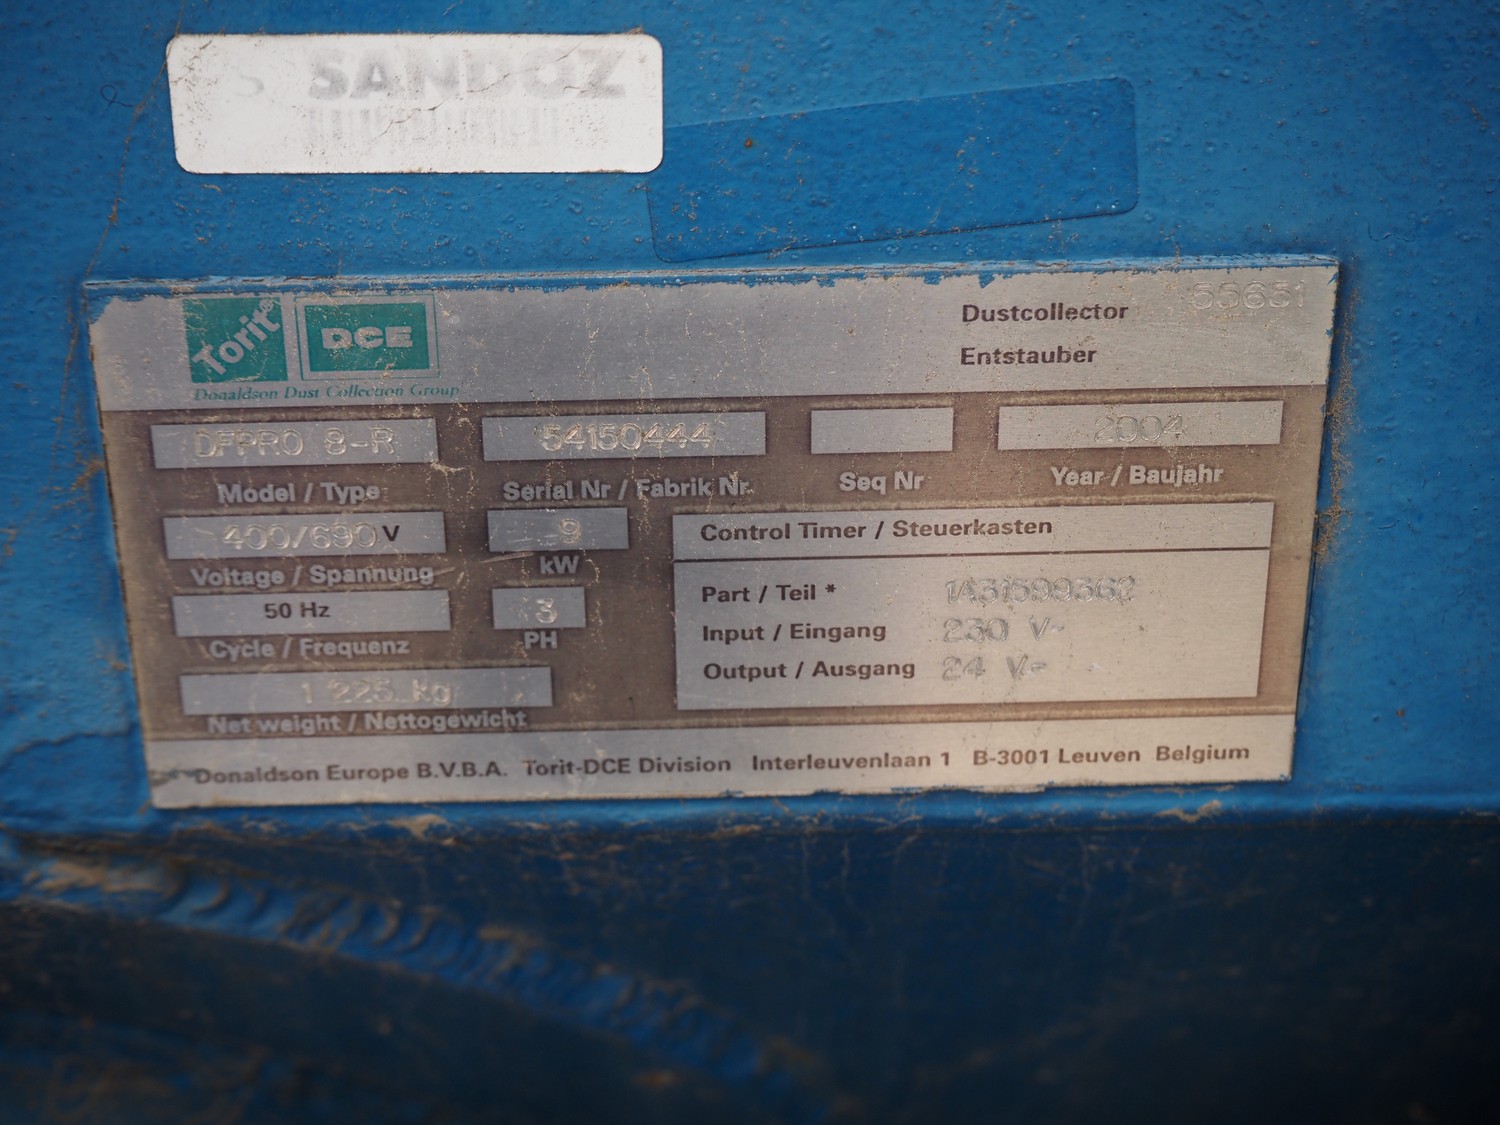 SANDOZ
Torit®
DCE
Donaldson Dust Collection Group
Dustcollector 55631
Entstauber
DFPRO 8-R 54150444 2004
Model / Type Serial Nr / Fabrik Nr. Seq Nr Year / Baujahr
400/690 V 9
Voltage / Spannung kW
50 Hz 3
Cycle / Frequenz PH
1 225 kg
Net weight / Nettogewicht
Control Timer / Steuerkasten
Part / Teil * 1A31599362
Input / Eingang 230 V~
Output / Ausgang 24 V=
Donaldson Europe B.V.B.A. Torit-DCE Division Interleuvenlaan 1 B-3001 Leuven Belgium